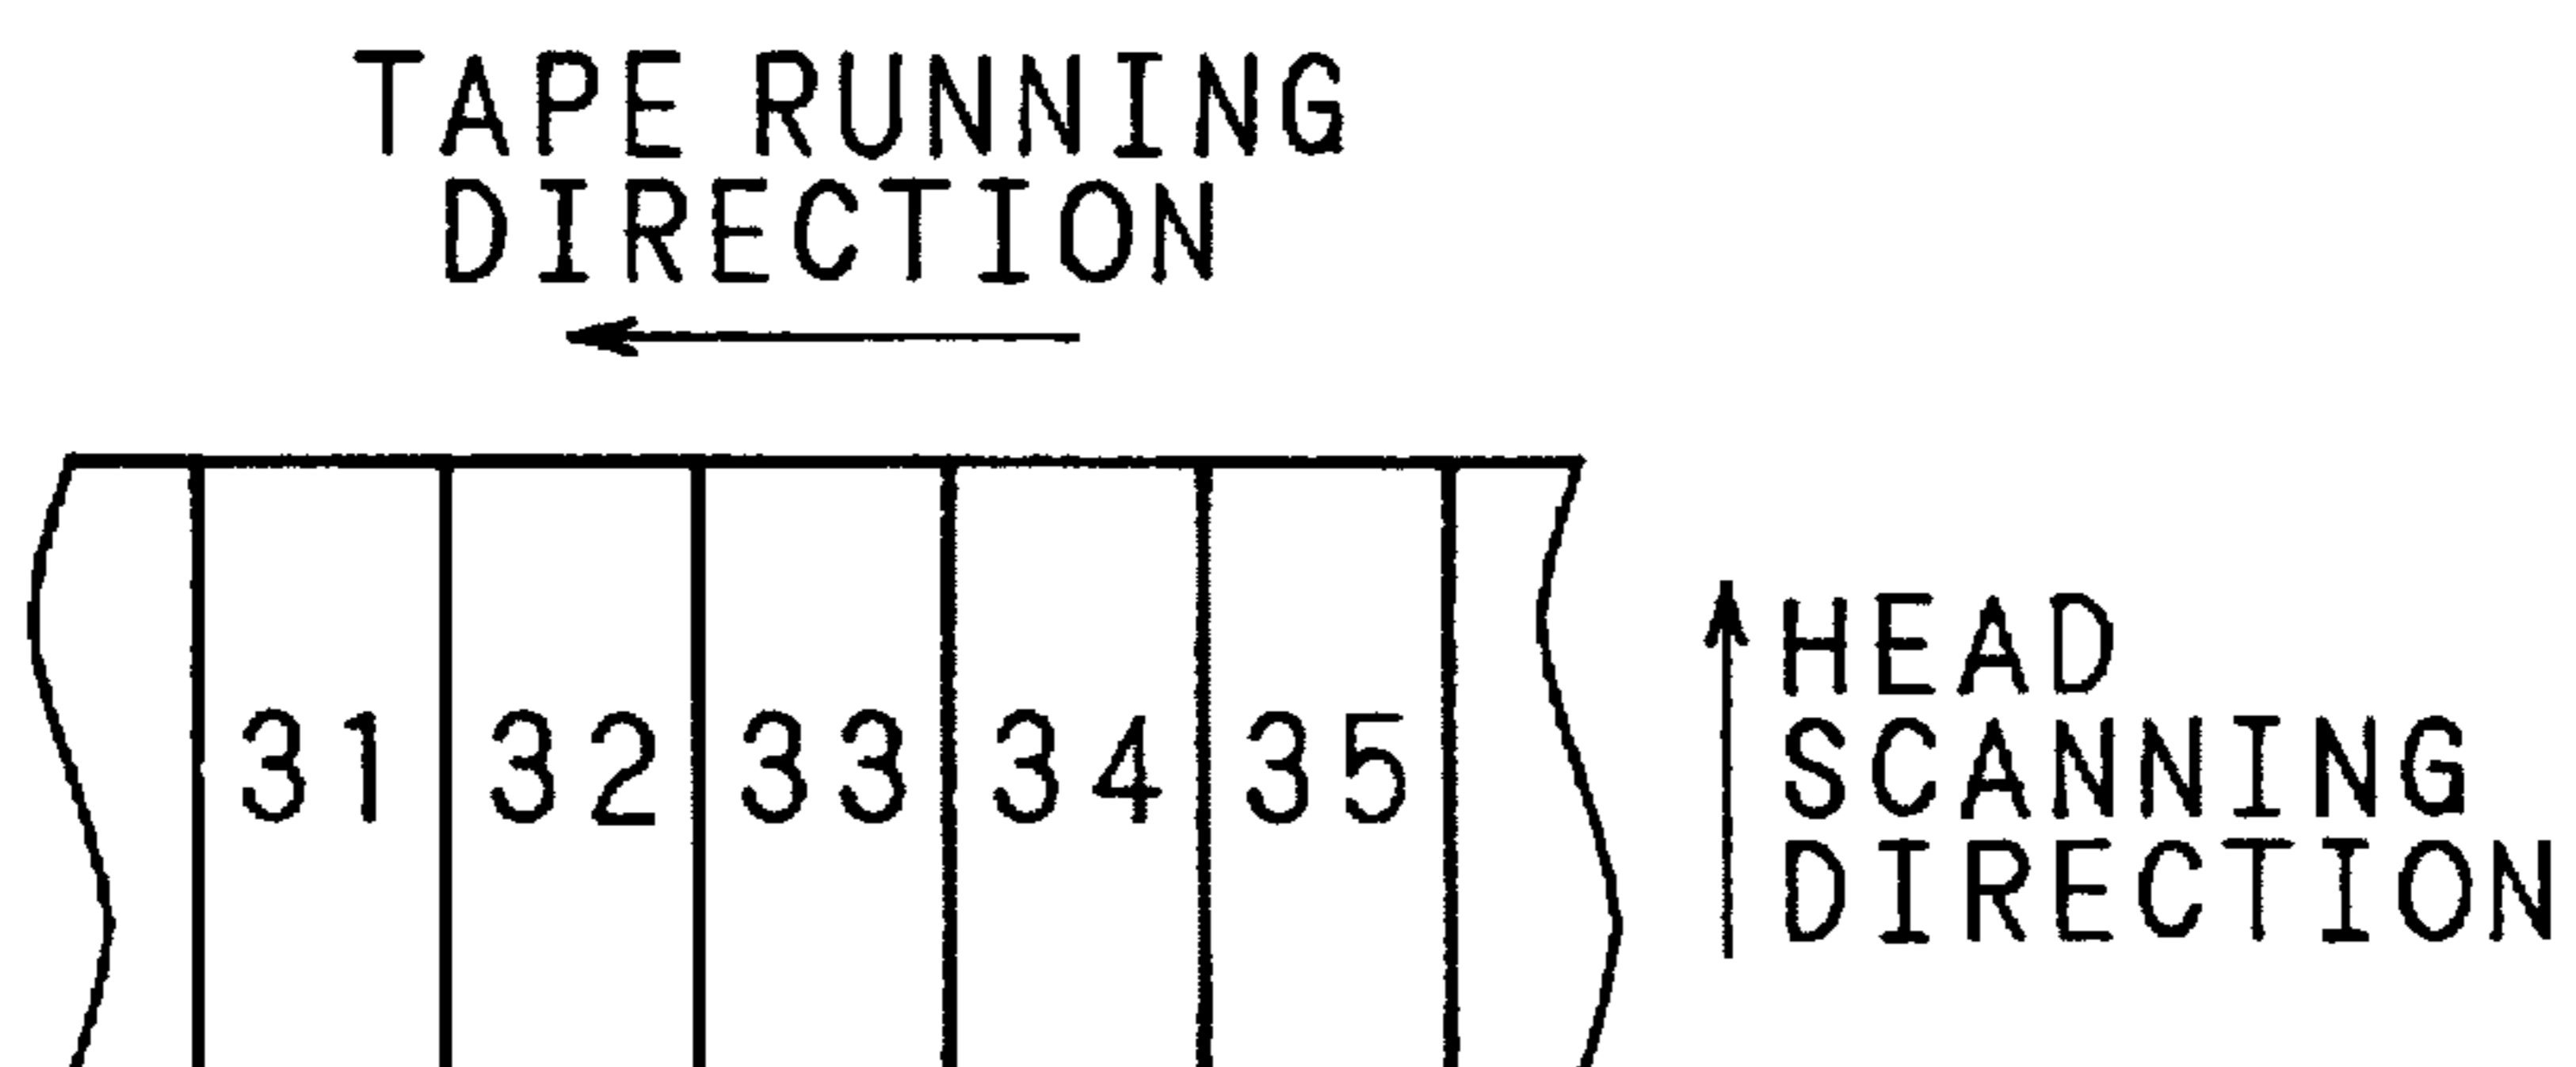 TAPE RUNNING
DIRECTION
31 32 33 34 35
HEAD
SCANNING
DIRECTION